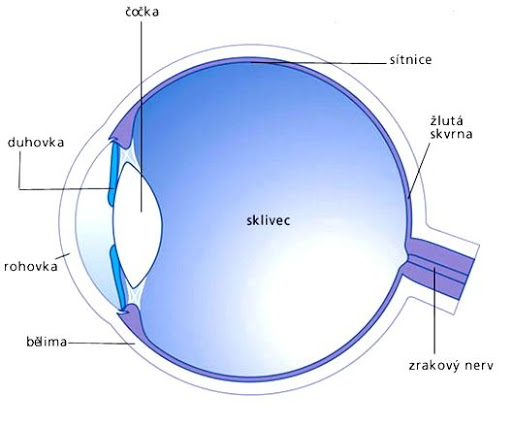 čočka
sítnice
žlutá
skvrna
duhovka
sklivec
rohovka
bělima
zrakový nerv